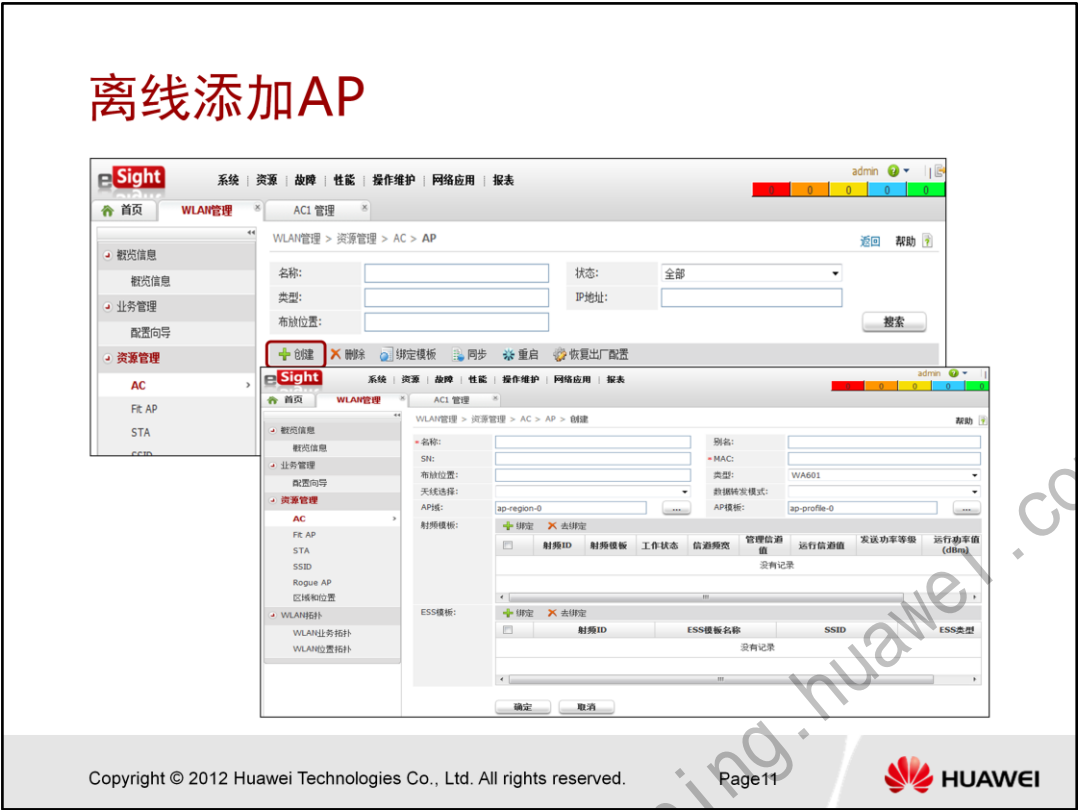 离线添加AP
eSight
系统 | 资源 | 故障 | 性能 | 操作维护 | 网络应用 | 报表
admin
0 0 0 0 0
首页 WLAN管理 AC1 管理
WLAN管理 > 资源管理 > AC > AP
返回 帮助
概览信息
概览信息
业务管理
配置向导
资源管理
AC
Fit AP
STA
名称:
状态: 全部
类型:
IP地址:
布放位置:
搜索
创建 删除 绑定模板 同步 重启 恢复出厂配置
eSight
系统 | 资源 | 故障 | 性能 | 操作维护 | 网络应用 | 报表
admin
0 0 0 0 0
首页 WLAN管理 AC1 管理
WLAN管理 > 资源管理 > AC > AP > 创建
帮助
概览信息
概览信息
业务管理
配置向导
资源管理
AC
Fit AP
STA
SSID
Rogue AP
区域和位置
WLAN拓扑
WLAN业务拓扑
WLAN位置拓扑
*名称: 别名:
SN: *MAC:
布放位置: 类型: WA601
天线选择: 数据转发模式:
AP域: ap-region-0 ... AP模板: ap-profile-0 ...
射频模板: 绑定 去绑定
射频ID 射频模板 工作状态 信道频宽 管理信道值 运行信道值 发送功率等级 运行功率值(dBm)
没有记录
ESS模板: 绑定 去绑定
射频ID ESS模板名称 SSID ESS类型
没有记录
确定 取消
Copyright © 2012 Huawei Technologies Co., Ltd. All rights reserved.
Page11
HUAWEI
ning.huawei.co